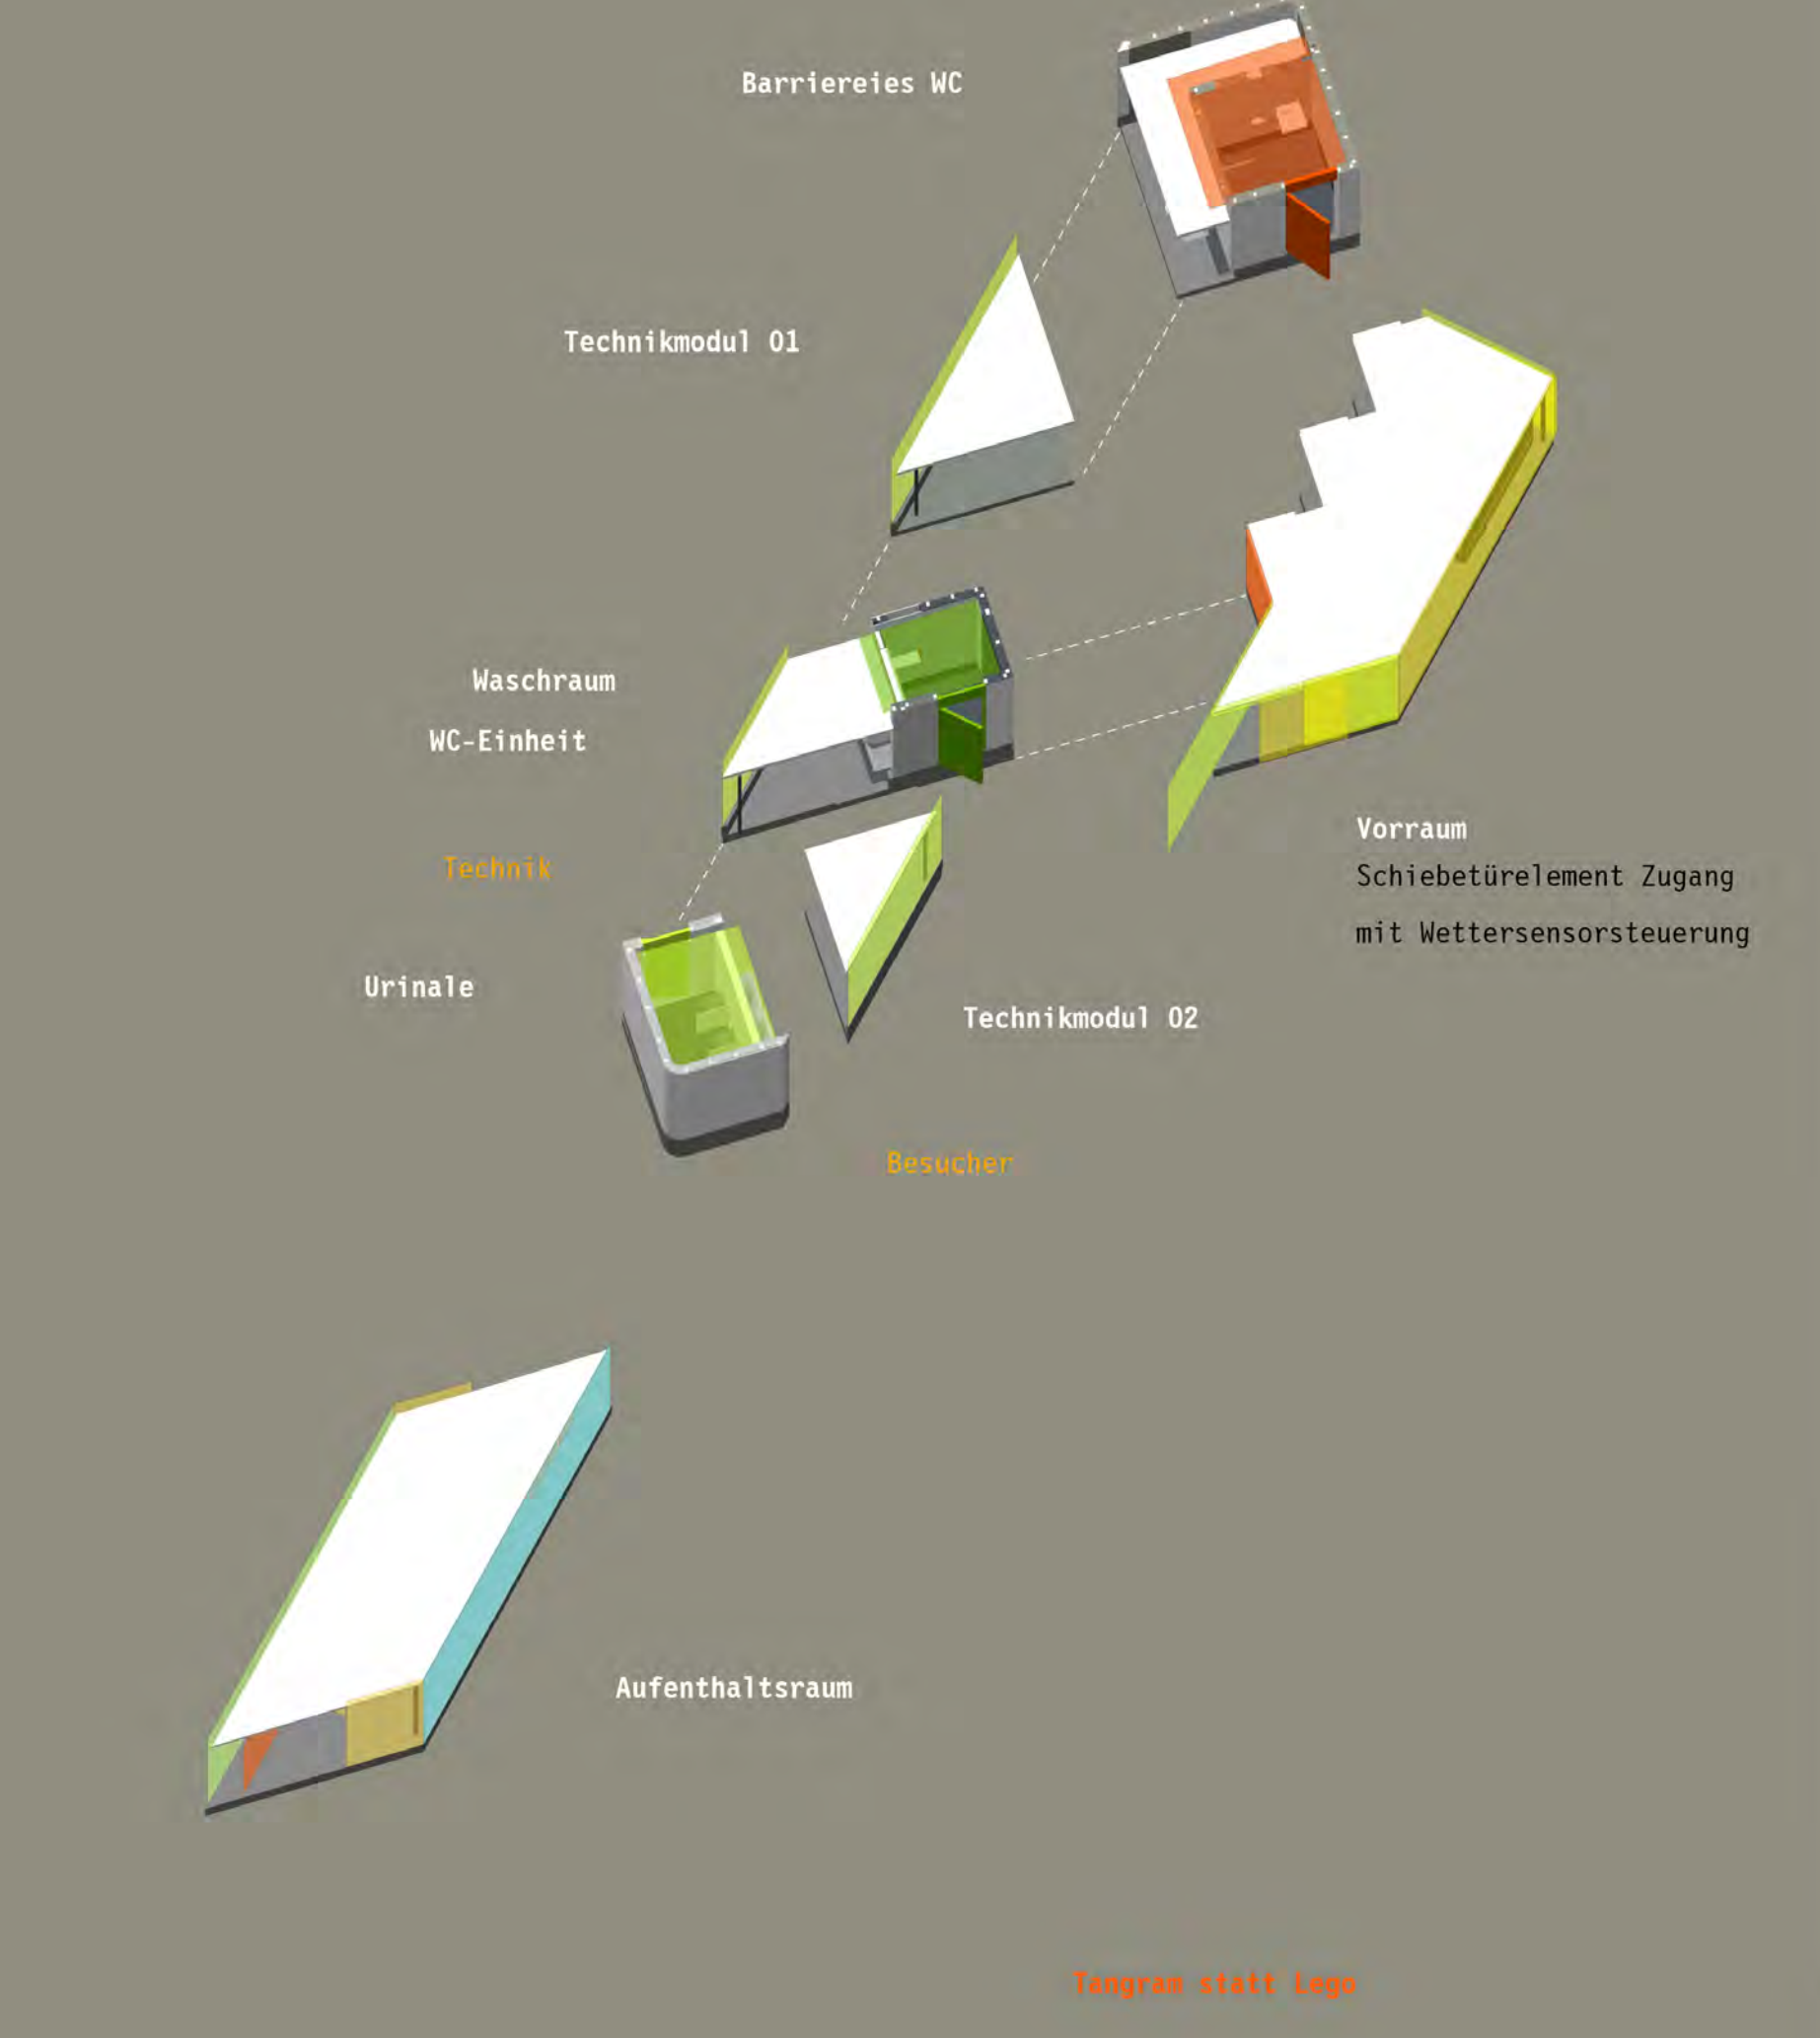 Barriereies WC
Technikmodul 01
Waschraum
WC-Einheit
Vorraum
Schiebetürelement Zugang
mit Wettersensorsteuerung
Technik
Urinale
Technikmodul 02
Besucher
Aufenthaltsraum
Tangram statt Lego